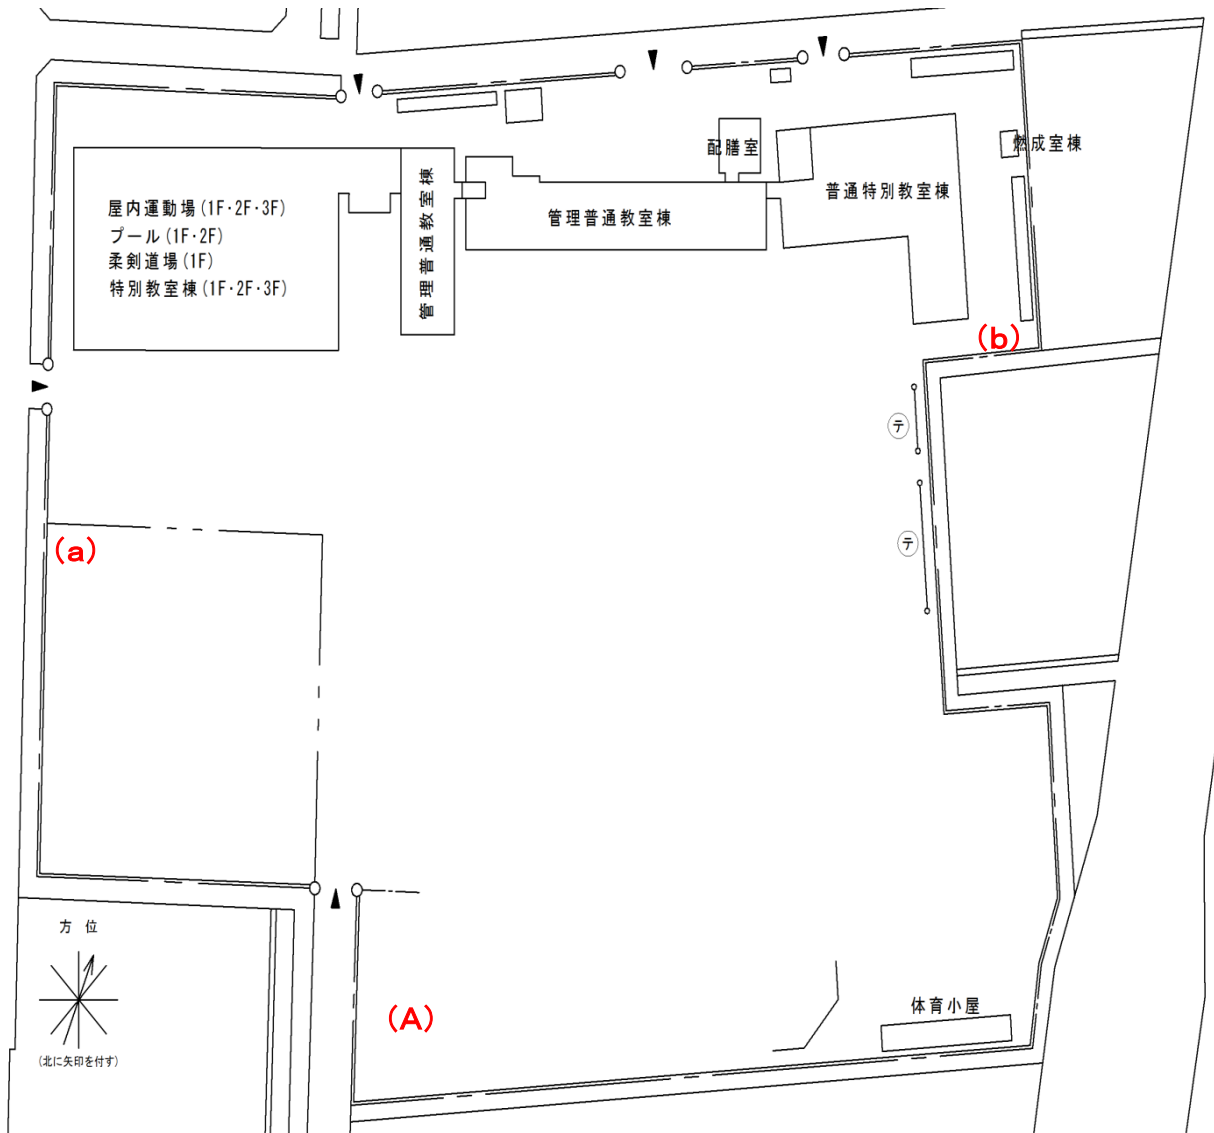 配膳室
燃成室棟
管理普通教室棟
普通特別教室棟
屋内運動場(1F・2F・3F)
プール(1F・2F)
柔剣道場(1F)
特別教室棟(1F・2F・3F)
管理普通教室棟
(b)
テ
(a)
テ
方 位
(A)
体育小屋
(北に矢印を付す)